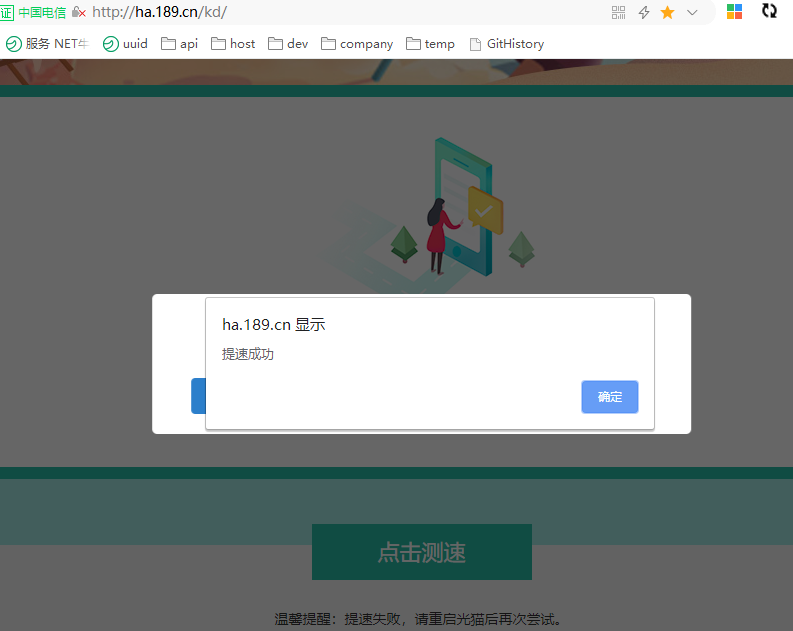 证 中国电信 http://ha.189.cn/kd/
服务 NET牛 uuid api host dev company temp GitHistory
ha.189.cn 显示
提速成功
确定
点击测速
温馨提醒：提速失败，请重启光猫后再次尝试。